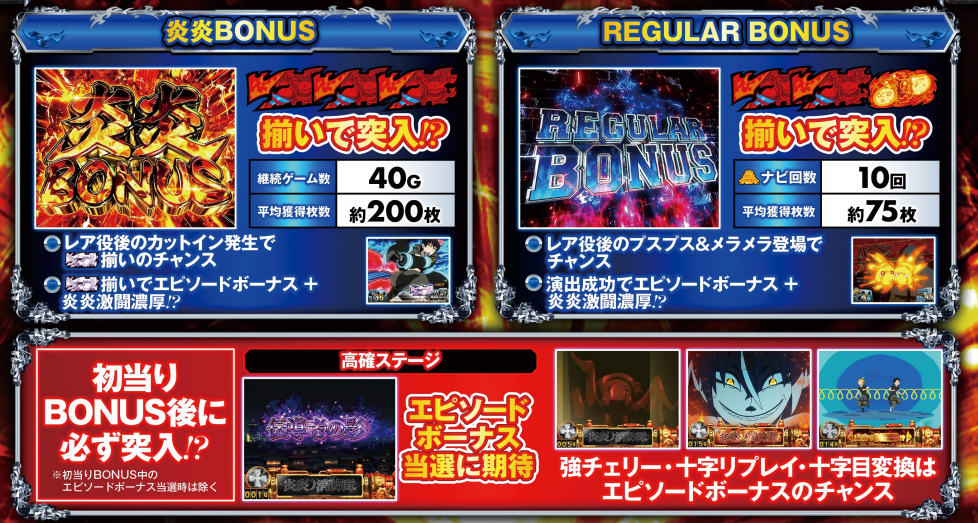 炎炎BONUS
炎炎
BONUS
揃いで突入!?
継続ゲーム数 40G
平均獲得枚数 約200枚
レア役後のカットイン発生で
揃いのチャンス
揃いでエピソードボーナス+
炎炎激闘濃厚!?
REGULAR BONUS
REGULAR
BONUS
揃いで突入!?
ナビ回数 10回
平均獲得枚数 約75枚
レア役後のプスプス&メラメラ登場で
チャンス
演出成功でエピソードボーナス+
炎炎激闘濃厚!?
初当り
BONUS後に
必ず突入!?
※初当りBONUS中の
エピソードボーナス当選時は除く
高確ステージ
伝導者の影
エピソード
ボーナス
当選に期待
強チェリー・十字リプレイ・十字目変換は
エピソードボーナスのチャンス